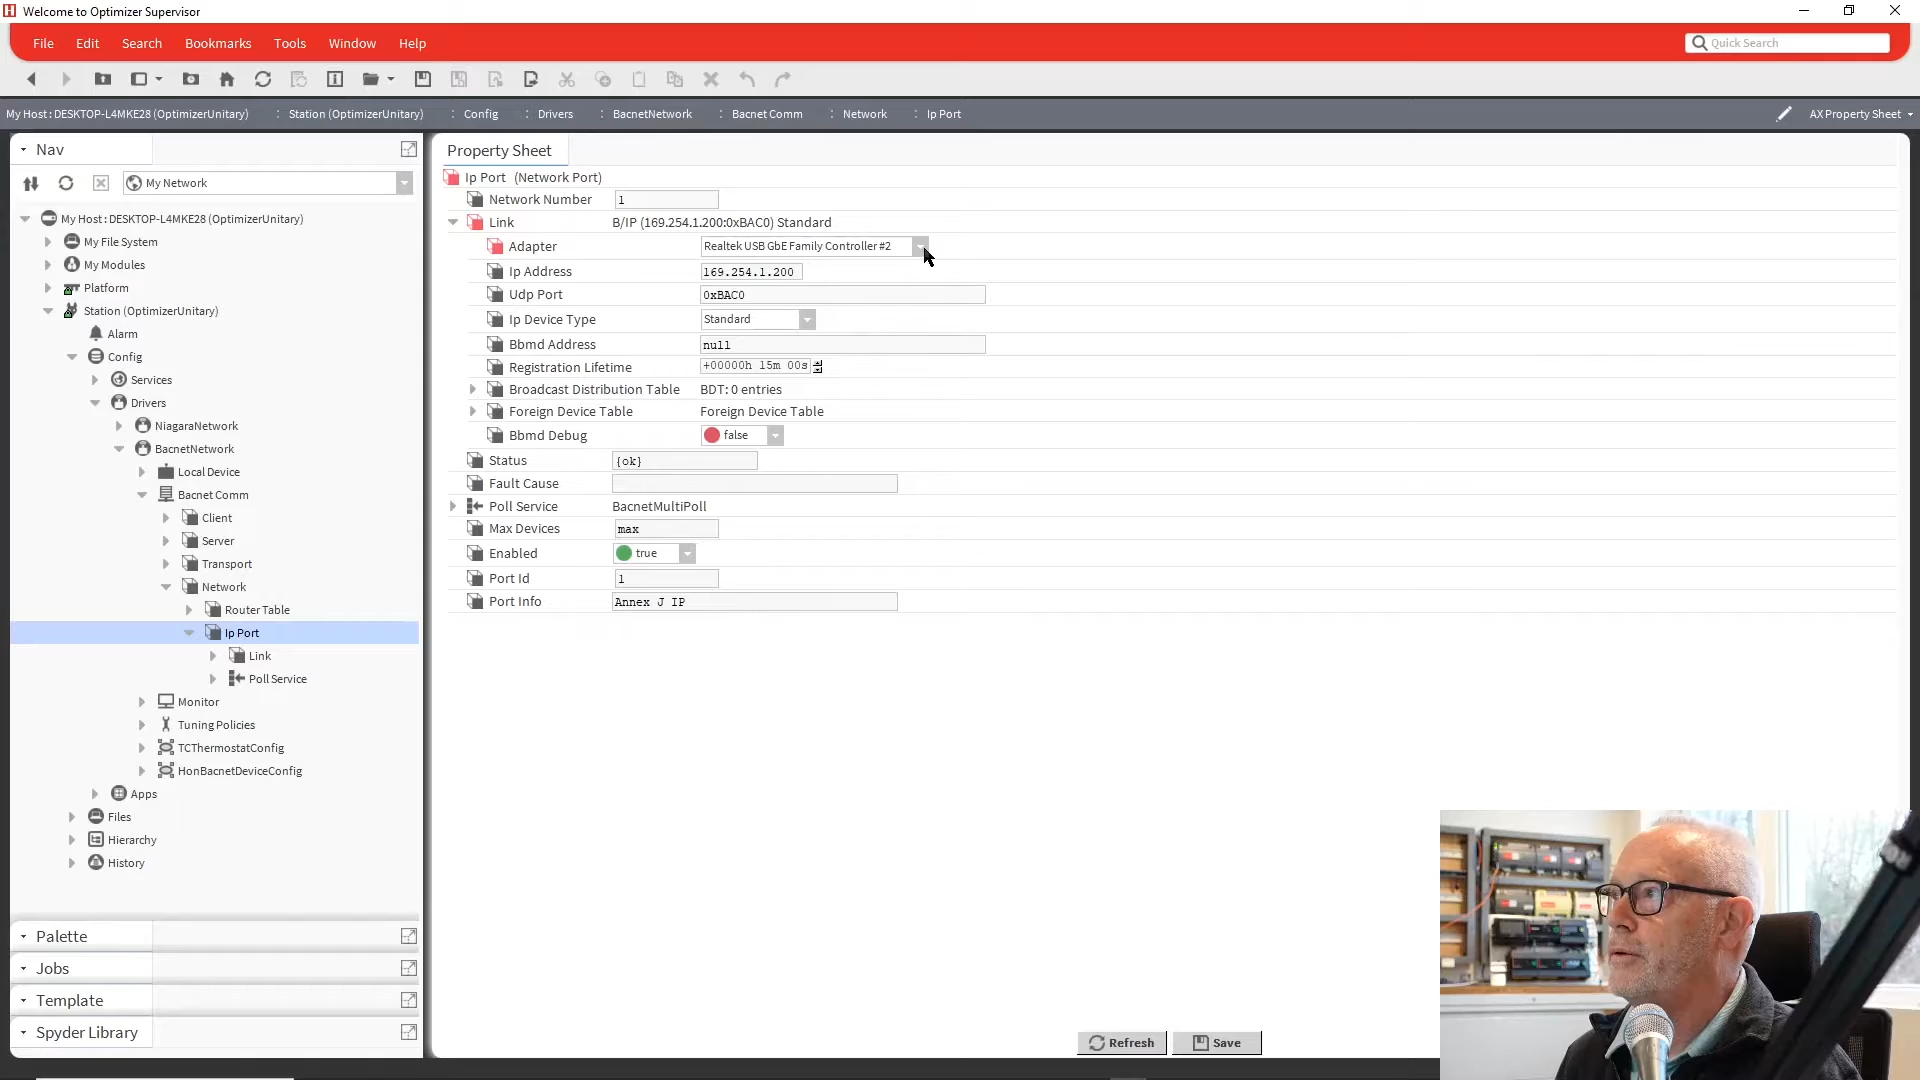 Welcome to Optimizer Supervisor
File Edit Search Bookmarks Tools Window Help
Quick Search
My Host : DESKTOP-L4MKE28 (OptimizerUnitary) : Station (OptimizerUnitary) : Config : Drivers : BacnetNetwork : Bacnet Comm : Network : Ip Port
AX Property Sheet
Nav
My Network
My Host : DESKTOP-L4MKE28 (OptimizerUnitary)
My File System
My Modules
Platform
Station (OptimizerUnitary)
Alarm
Config
Services
Drivers
NiagaraNetwork
BacnetNetwork
Local Device
Bacnet Comm
Client
Server
Transport
Network
Router Table
Ip Port
Link
Poll Service
Monitor
Tuning Policies
TCThermostatConfig
HonBacnetDeviceConfig
Apps
Files
Hierarchy
History
Palette
Jobs
Template
Spyder Library
Property Sheet
Ip Port (Network Port)
Network Number 1
Link B/IP (169.254.1.200:0xBAC0) Standard
Adapter Realtek USB GbE Family Controller #2
Ip Address 169.254.1.200
Udp Port 0xBAC0
Ip Device Type Standard
Bbmd Address null
Registration Lifetime +00000h 15m 00s
Broadcast Distribution Table BDT: 0 entries
Foreign Device Table Foreign Device Table
Bbmd Debug false
Status {ok}
Fault Cause
Poll Service BacnetMultiPoll
Max Devices max
Enabled true
Port Id 1
Port Info Annex J IP
Refresh Save